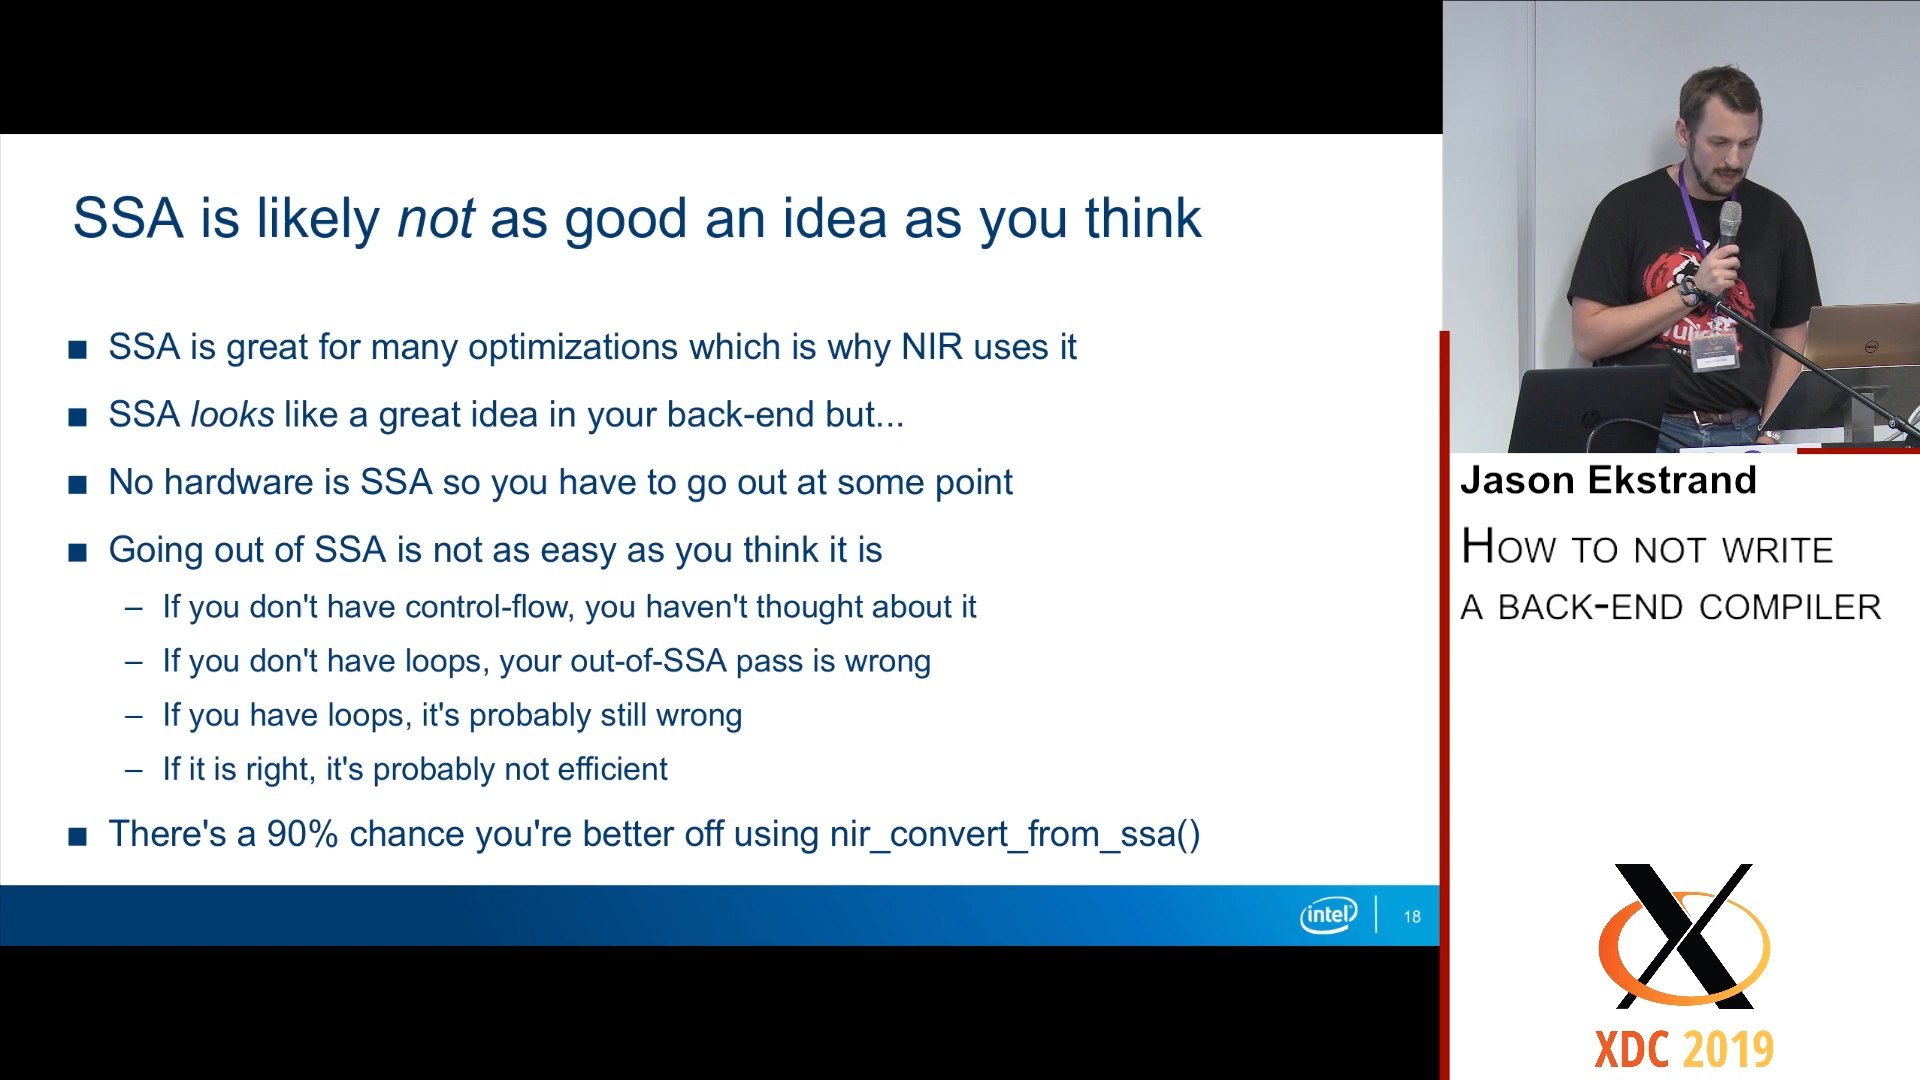 SSA is likely not as good an idea as you think
■ SSA is great for many optimizations which is why NIR uses it
■ SSA looks like a great idea in your back-end but...
■ No hardware is SSA so you have to go out at some point
■ Going out of SSA is not as easy as you think it is
– If you don't have control-flow, you haven't thought about it
– If you don't have loops, your out-of-SSA pass is wrong
– If you have loops, it's probably still wrong
– If it is right, it's probably not efficient
■ There's a 90% chance you're better off using nir_convert_from_ssa()
intel
18
Jason Ekstrand
How to not write
a back-end compiler
XDC 2019